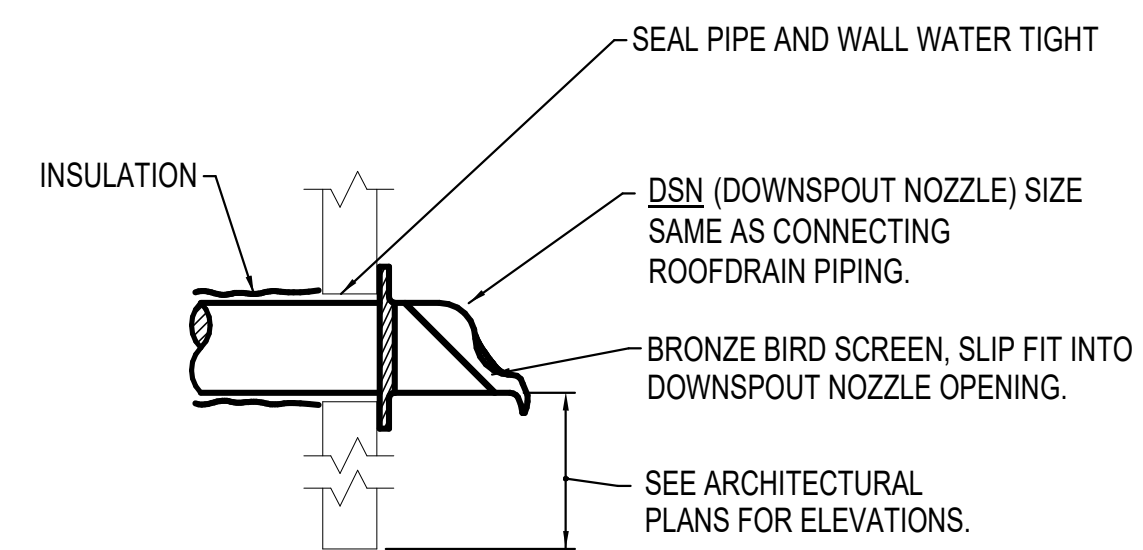 SEAL PIPE AND WALL WATER TIGHT
INSULATION
DSN (DOWNSPOUT NOZZLE) SIZE
SAME AS CONNECTING
ROOFDRAIN PIPING.
BRONZE BIRD SCREEN, SLIP FIT INTO
DOWNSPOUT NOZZLE OPENING.
SEE ARCHITECTURAL
PLANS FOR ELEVATIONS.